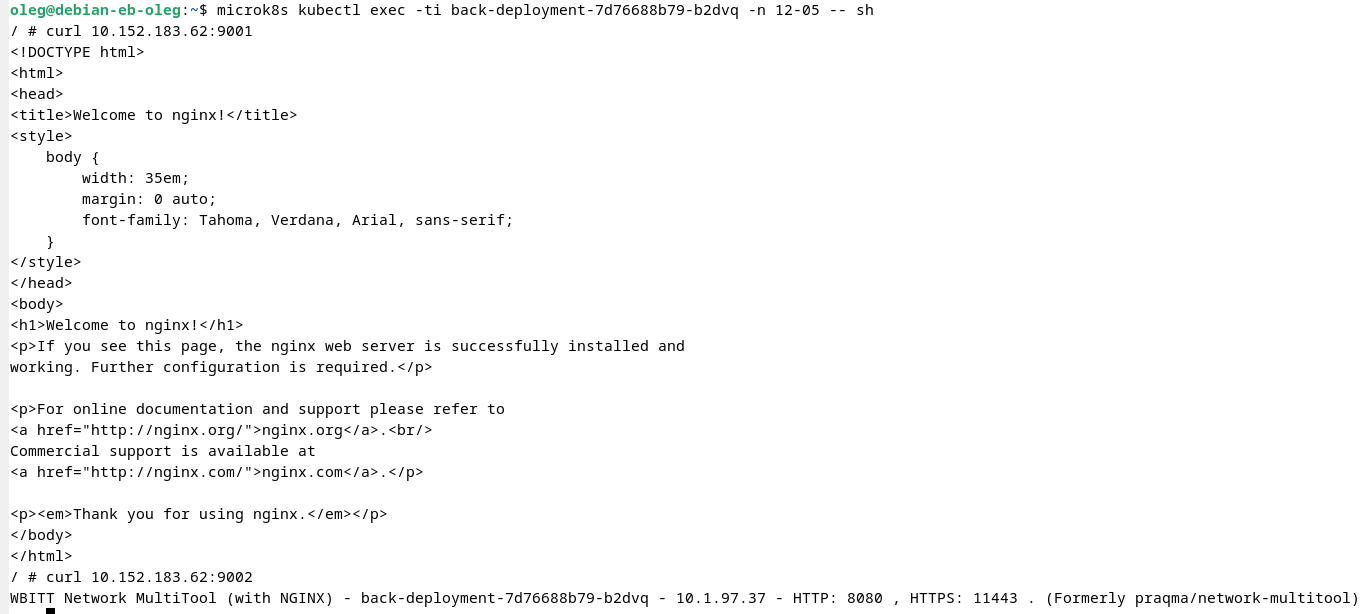 oleg@debian-eb-oleg:~$ microk8s kubectl exec -ti back-deployment-7d76688b79-b2dvq -n 12-05 -- sh
/ # curl 10.152.183.62:9001
<!DOCTYPE html>
<html>
<head>
<title>Welcome to nginx!</title>
<style>
    body {
        width: 35em;
        margin: 0 auto;
        font-family: Tahoma, Verdana, Arial, sans-serif;
    }
</style>
</head>
<body>
<h1>Welcome to nginx!</h1>
<p>If you see this page, the nginx web server is successfully installed and
working. Further configuration is required.</p>

<p>For online documentation and support please refer to
<a href="http://nginx.org/">nginx.org</a>.<br/>
Commercial support is available at
<a href="http://nginx.com/">nginx.com</a>.</p>

<p><em>Thank you for using nginx.</em></p>
</body>
</html>
/ # curl 10.152.183.62:9002
WBITT Network MultiTool (with NGINX) - back-deployment-7d76688b79-b2dvq - 10.1.97.37 - HTTP: 8080 , HTTPS: 11443 . (Formerly praqma/network-multitool)